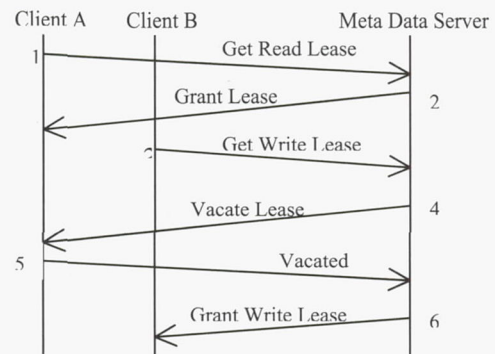 Client A Client B Meta Data Server
1 Get Read Lease
Grant Lease 2
Get Write Lease
Vacate Lease 4
5 Vacated
Grant Write Lease 6